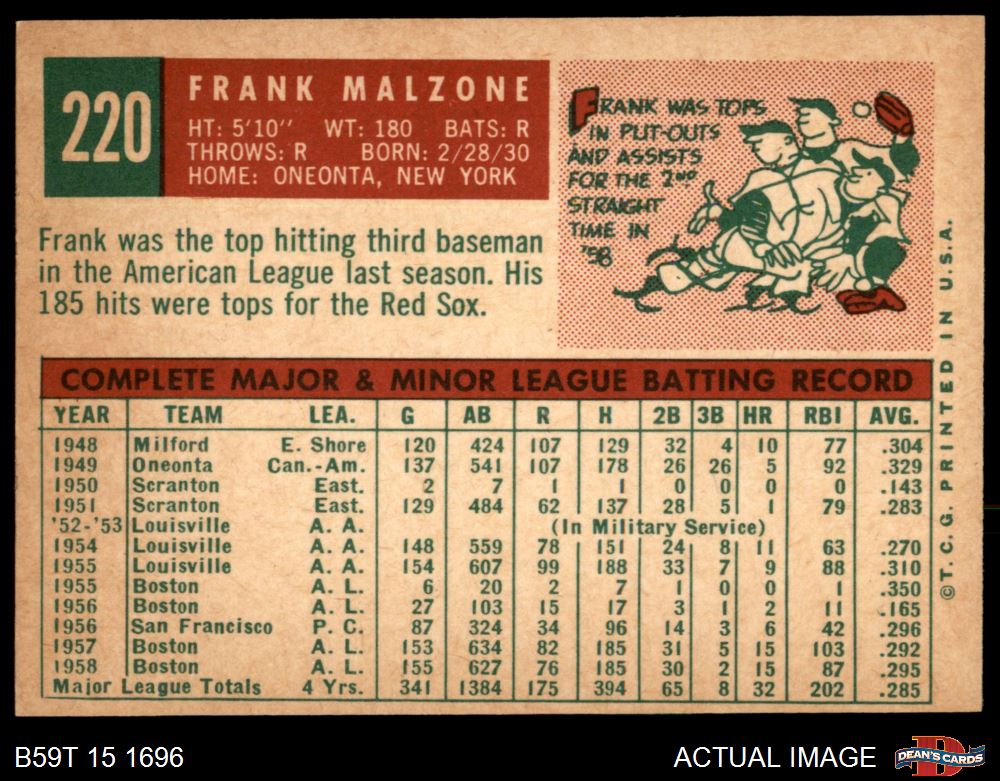 220
FRANK MALZONE
HT: 5'10" WT: 180 BATS: R
THROWS: R BORN: 2/28/30
HOME: ONEONTA, NEW YORK
FRANK WAS TOPS
IN PUT-OUTS
AND ASSISTS
FOR THE 2ND
STRAIGHT
TIME IN
'58
Frank was the top hitting third baseman
in the American League last season. His
185 hits were tops for the Red Sox.
COMPLETE MAJOR & MINOR LEAGUE BATTING RECORD
YEAR TEAM LEA. G AB R H 2B 3B HR RBI AVG.
1948 Milford E. Shore 120 424 107 129 32 4 10 77 .304
1949 Oneonta Can.-Am. 137 541 107 178 26 26 5 92 .329
1950 Scranton East. 2 7 1 1 0 0 0 0 .143
1951 Scranton East. 129 484 62 137 28 5 1 79 .283
'52-'53 Louisville A. A. (In Military Service)
1954 Louisville A. A. 148 559 78 151 24 8 11 63 .270
1955 Louisville A. A. 154 607 99 188 33 7 9 88 .310
1955 Boston A. L. 6 20 2 7 1 0 0 1 .350
1956 Boston A. L. 27 103 15 17 3 1 2 11 .165
1956 San Francisco P. C. 87 324 34 96 14 3 6 42 .296
1957 Boston A. L. 153 634 82 185 31 5 15 103 .292
1958 Boston A. L. 155 627 76 185 30 2 15 87 .295
Major League Totals 4 Yrs. 341 1384 175 394 65 8 32 202 .285
©T. C. G. PRINTED IN U.S.A.
B59T 15 1696
ACTUAL IMAGE
D
DEAN'S CARDS